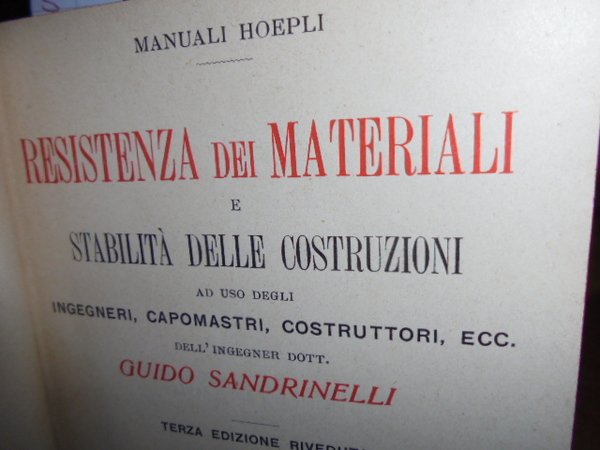 MANUALI HOEPLI
RESISTENZA DEI MATERIALI
E
STABILITÀ DELLE COSTRUZIONI
AD USO DEGLI
INGEGNERI, CAPOMASTRI, COSTRUTTORI, ECC.
DELL'INGEGNER DOTT.
GUIDO SANDRINELLI
TERZA EDIZIONE